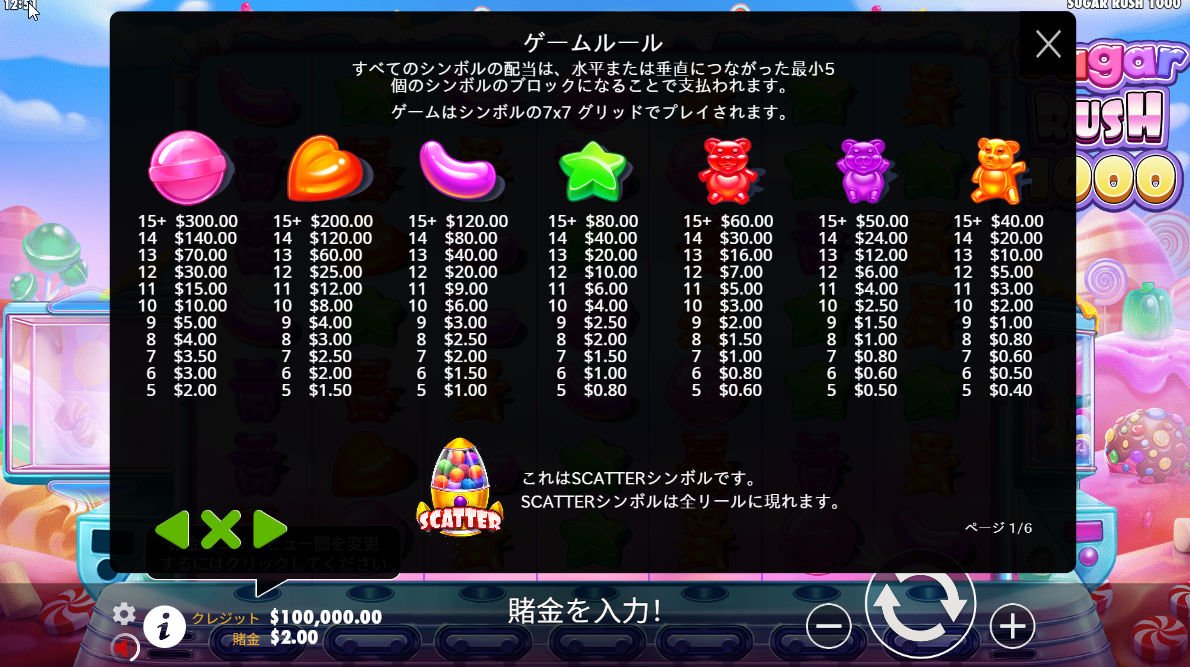 12:51
SUGAR RUSH 1000
ゲームルール
すべてのシンボルの配当は、水平または垂直につながった最小5
個のシンボルのブロックになることで支払われます。
ゲームはシンボルの7x7 グリッドでプレイされます。
15+ $300.00 15+ $200.00 15+ $120.00 15+ $80.00 15+ $60.00 15+ $50.00 15+ $40.00
14 $140.00 14 $120.00 14 $80.00 14 $40.00 14 $30.00 14 $24.00 14 $20.00
13 $70.00 13 $60.00 13 $40.00 13 $20.00 13 $16.00 13 $12.00 13 $10.00
12 $30.00 12 $25.00 12 $20.00 12 $10.00 12 $7.00 12 $6.00 12 $5.00
11 $15.00 11 $12.00 11 $9.00 11 $6.00 11 $5.00 11 $4.00 11 $3.00
10 $10.00 10 $8.00 10 $6.00 10 $4.00 10 $3.00 10 $2.50 10 $2.00
9 $5.00 9 $4.00 9 $3.00 9 $2.50 9 $2.00 9 $1.50 9 $1.00
8 $4.00 8 $3.00 8 $2.50 8 $2.00 8 $1.50 8 $1.00 8 $0.80
7 $3.50 7 $2.50 7 $2.00 7 $1.50 7 $1.00 7 $0.80 7 $0.60
6 $3.00 6 $2.00 6 $1.50 6 $1.00 6 $0.80 6 $0.60 6 $0.50
5 $2.00 5 $1.50 5 $1.00 5 $0.80 5 $0.60 5 $0.50 5 $0.40
SCATTER
これはSCATTERシンボルです。
SCATTERシンボルは全リールに現れます。
ページ 1/6
ュー間を変更
するにはクリックしてください
クレジット $100,000.00
賭金 $2.00
賭金を入力!
Sugar
RUSH
1000